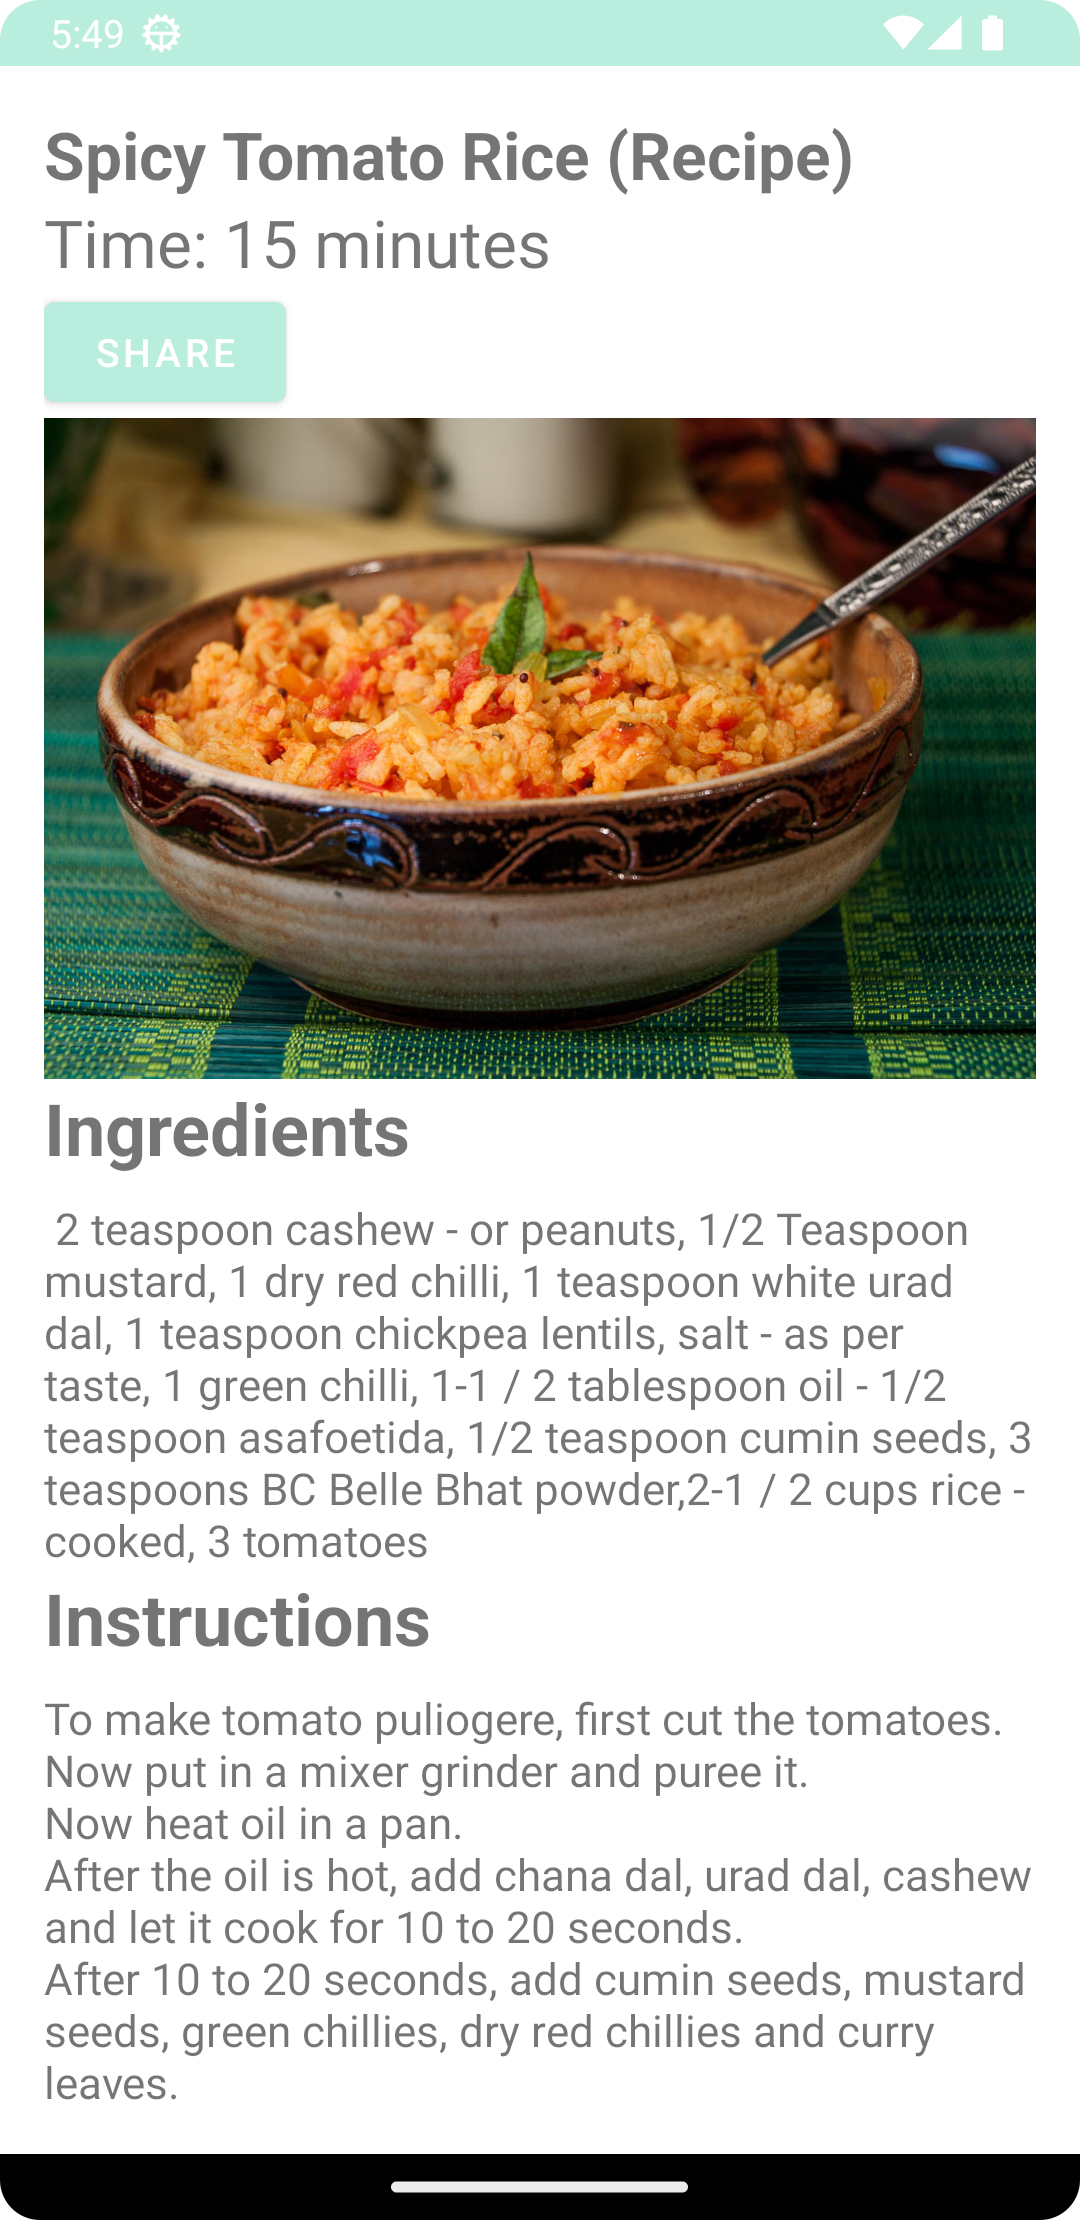 5:49
Spicy Tomato Rice (Recipe)
Time: 15 minutes
SHARE
Ingredients
2 teaspoon cashew - or peanuts, 1/2 Teaspoon
mustard, 1 dry red chilli, 1 teaspoon white urad
dal, 1 teaspoon chickpea lentils, salt - as per
taste, 1 green chilli, 1-1 / 2 tablespoon oil - 1/2
teaspoon asafoetida, 1/2 teaspoon cumin seeds, 3
teaspoons BC Belle Bhat powder,2-1 / 2 cups rice -
cooked, 3 tomatoes
Instructions
To make tomato puliogere, first cut the tomatoes.
Now put in a mixer grinder and puree it.
Now heat oil in a pan.
After the oil is hot, add chana dal, urad dal, cashew
and let it cook for 10 to 20 seconds.
After 10 to 20 seconds, add cumin seeds, mustard
seeds, green chillies, dry red chillies and curry
leaves.